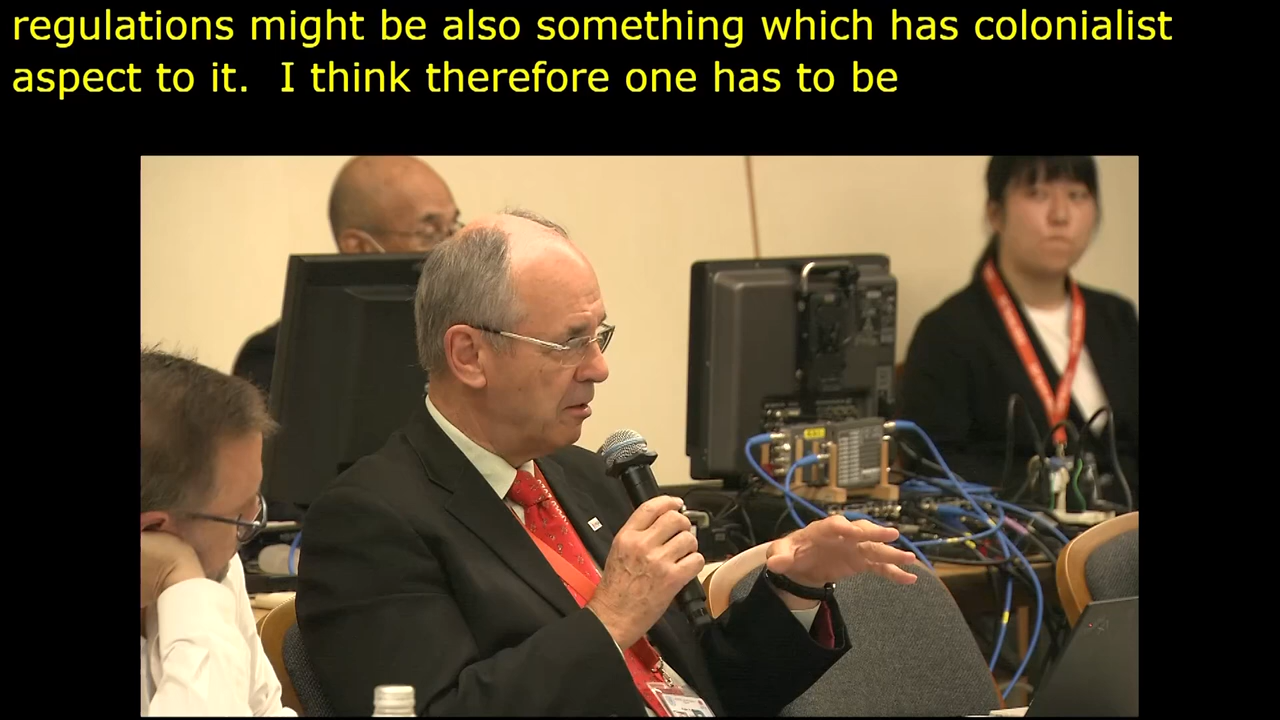 regulations might be also something which has colonialist
aspect to it.  I think therefore one has to be